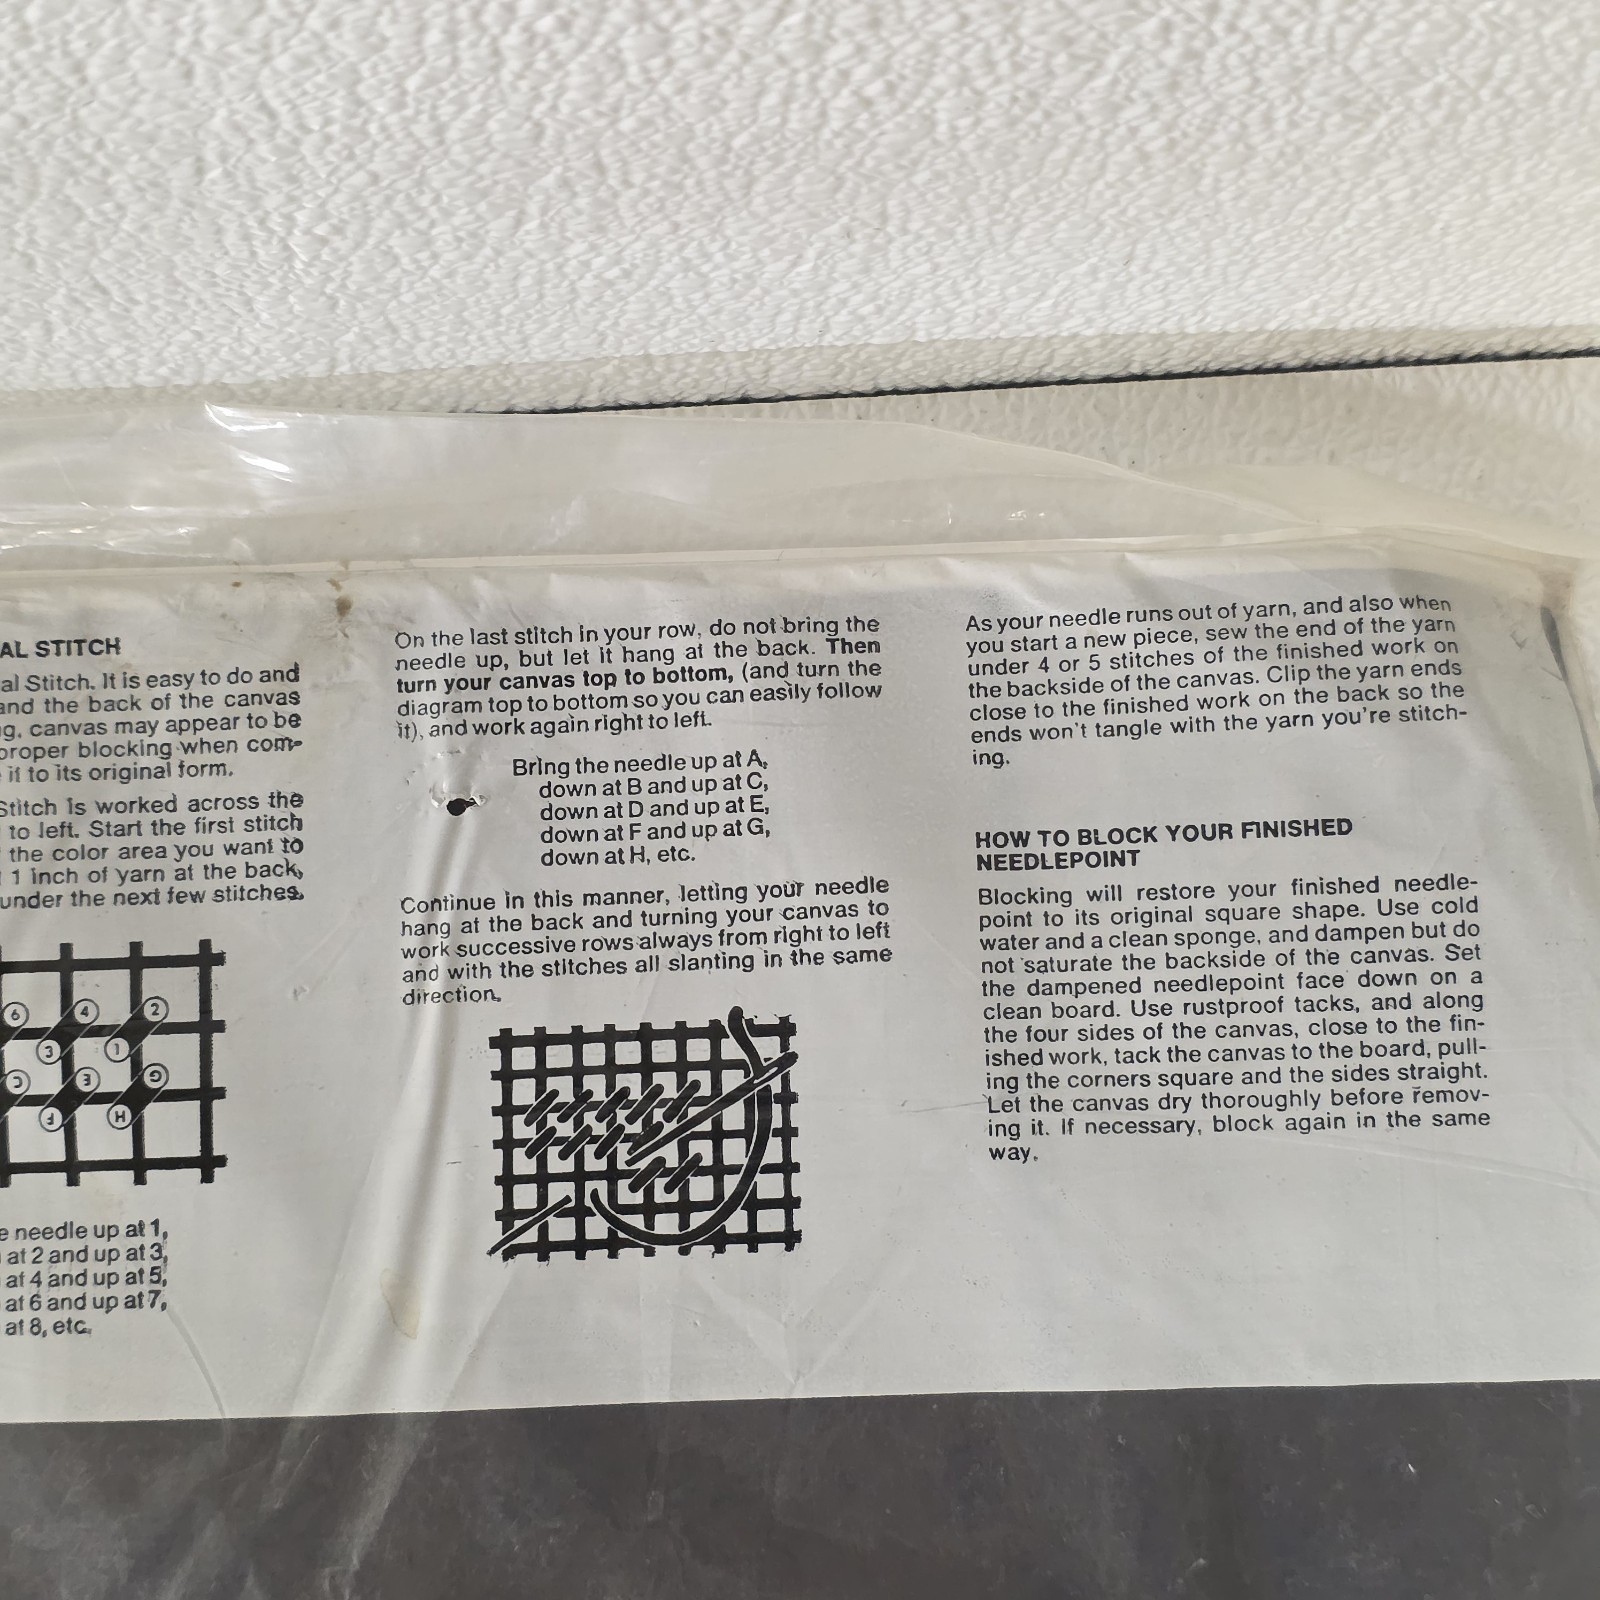 AL STITCH
al Stitch. It is easy to do and
and the back of the canvas
g, canvas may appear to be
proper blocking when com-
it to its original form.
Stitch is worked across the
to left. Start the first stitch
the color area you want to
1 inch of yarn at the back,
under the next few stitches.
6 4 2
3 1
C E G
F H
e needle up at 1,
at 2 and up at 3,
at 4 and up at 5,
at 6 and up at 7,
at 8, etc.
On the last stitch in your row, do not bring the
needle up, but let it hang at the back. Then
turn your canvas top to bottom, (and turn the
diagram top to bottom so you can easily follow
it), and work again right to left.
Bring the needle up at A,
down at B and up at C,
down at D and up at E,
down at F and up at G,
down at H, etc.
Continue in this manner, letting your needle
hang at the back and turning your canvas to
work successive rows always from right to left
and with the stitches all slanting in the same
direction.
As your needle runs out of yarn, and also when
you start a new piece, sew the end of the yarn
under 4 or 5 stitches of the finished work on
the backside of the canvas. Clip the yarn ends
close to the finished work on the back so the
ends won't tangle with the yarn you're stitch-
ing.
HOW TO BLOCK YOUR FINISHED
NEEDLEPOINT
Blocking will restore your finished needle-
point to its original square shape. Use cold
water and a clean sponge, and dampen but do
not saturate the backside of the canvas. Set
the dampened needlepoint face down on a
clean board. Use rustproof tacks, and along
the four sides of the canvas, close to the fin-
ished work, tack the canvas to the board, pull-
ing the corners square and the sides straight.
Let the canvas dry thoroughly before remov-
ing it. If necessary, block again in the same
way.